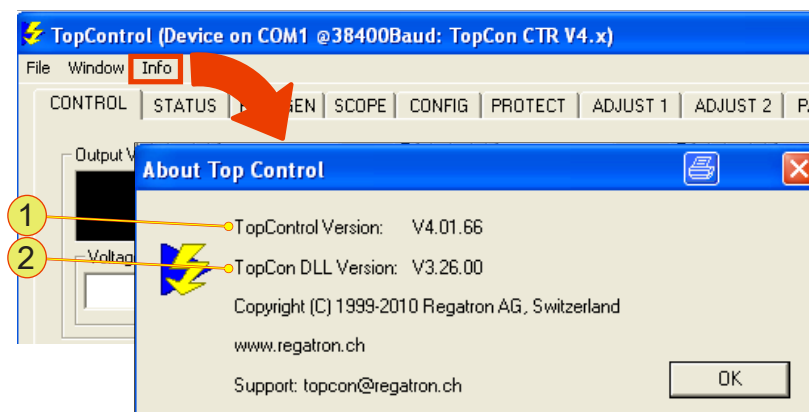 TopControl (Device on COM1 @38400Baud: TopCon CTR V4.x)
File Window Info
CONTROL STATUS SCOPE CONFIG PROTECT ADJUST 1 ADJUST 2
Output V
About Top Control
1 TopControl Version: V4.01.66
Voltag
2 TopCon DLL Version: V3.26.00
Copyright (C) 1999-2010 Regatron AG, Switzerland
www.regatron.ch
Support: topcon@regatron.ch
OK